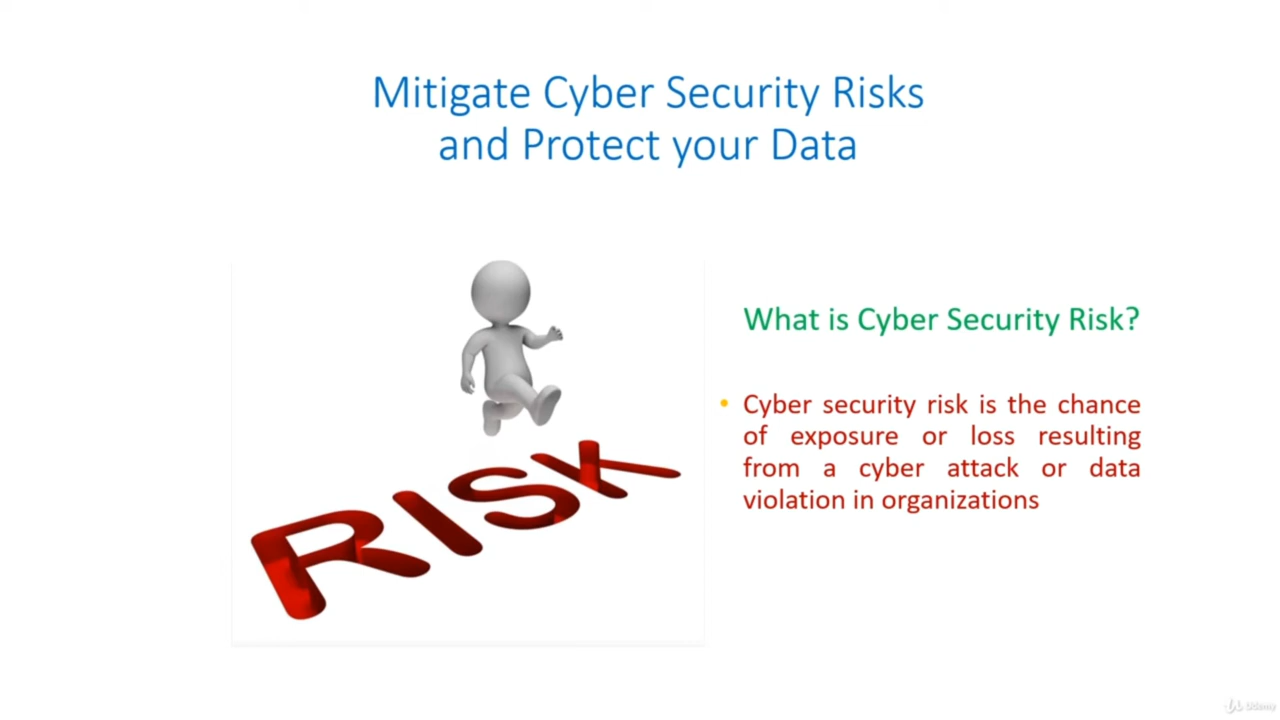 Mitigate Cyber Security Risks
and Protect your Data
What is Cyber Security Risk?
• Cyber security risk is the chance
of exposure or loss resulting
from a cyber attack or data
violation in organizations
RISK
Udemy